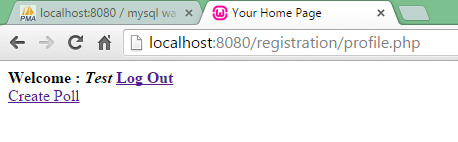 localhost:8080 / mysql wa
Your Home Page
localhost:8080/registration/profile.php
Welcome : Test Log Out
Create Poll